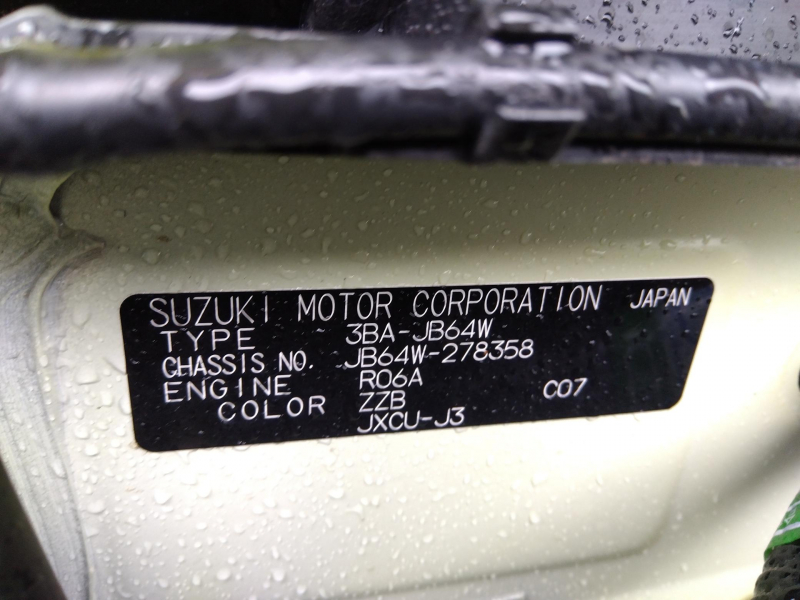 SUZUKI MOTOR CORPORATION JAPAN
TYPE 3BA-JB64W
CHASSIS NO. JB64W-278358
ENGINE R06A
COLOR ZZB C07
JXCU-J3